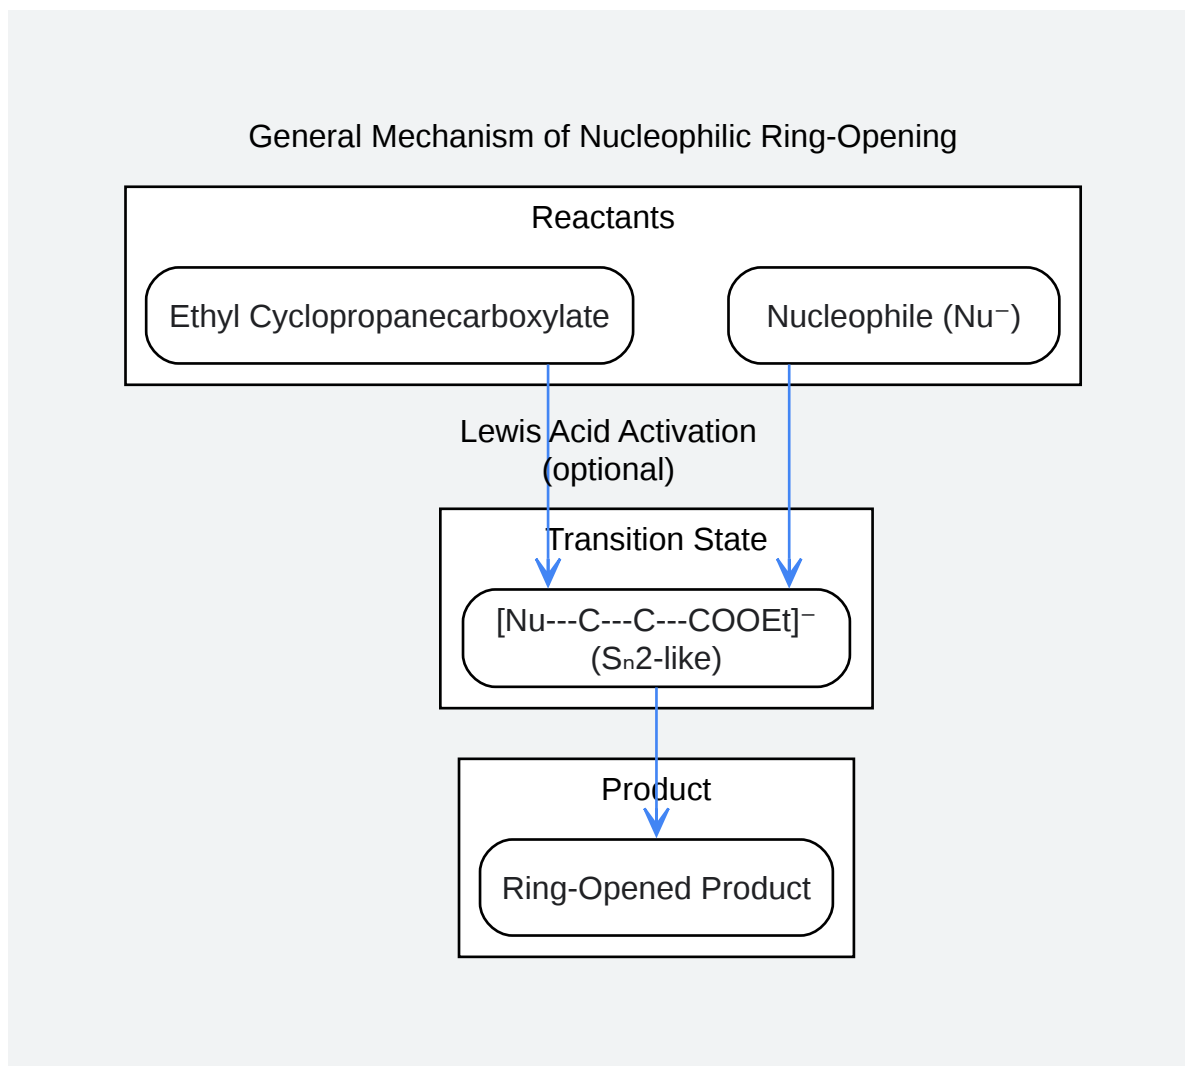 General Mechanism of Nucleophilic Ring-Opening
Reactants
Ethyl Cyclopropanecarboxylate
Nucleophile (Nu⁻)
Lewis Acid Activation
(optional)
Transition State
[Nu---C---C---COOEt]⁻
(Sₙ2-like)
Product
Ring-Opened Product